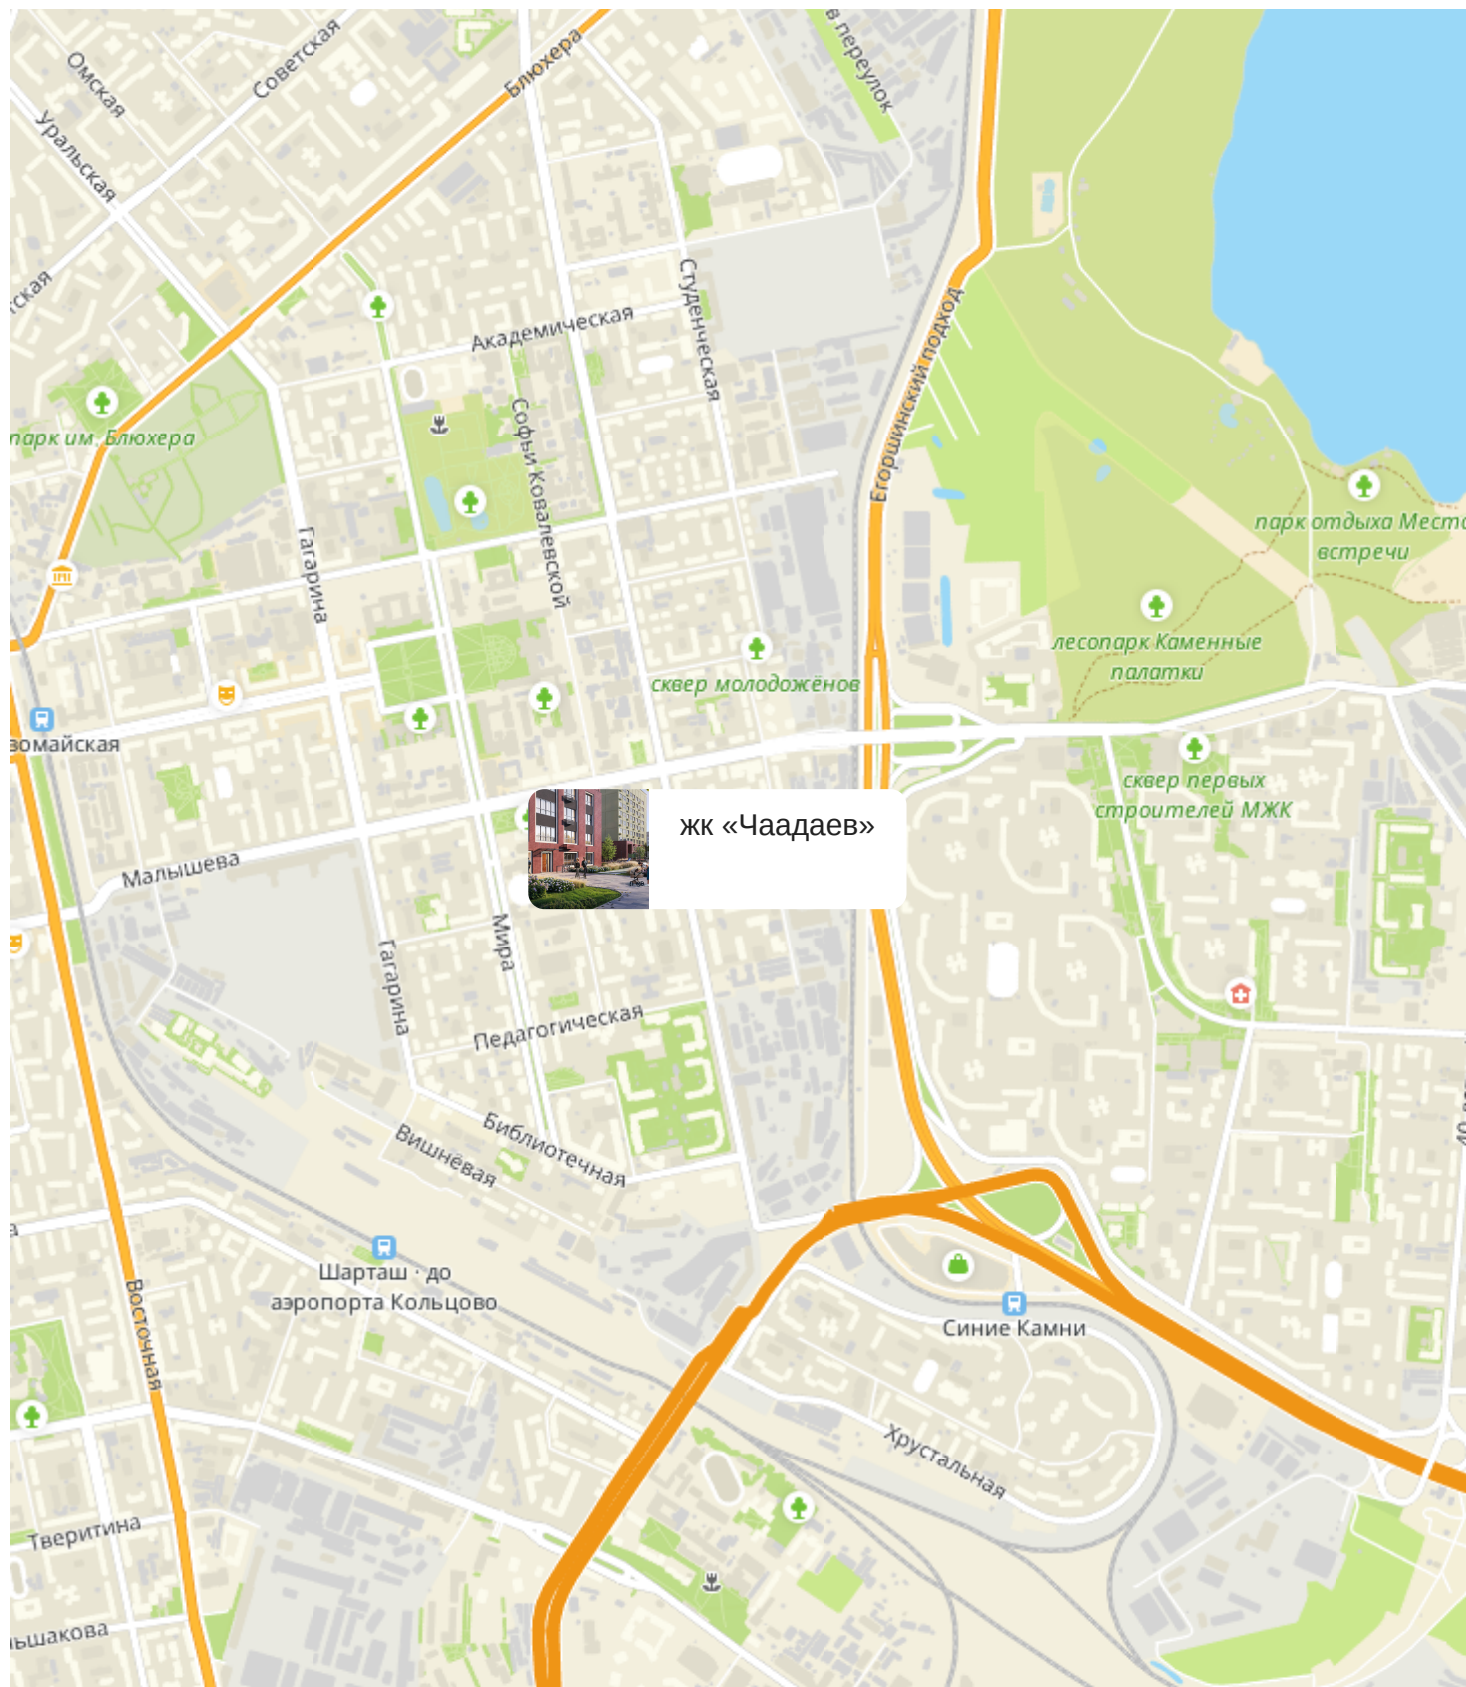 в переулок
Советская
Омская
Блюхера
Уральская
Студенческая
Академическая
Егоршинский подход
Софьи Ковалевской
парк им. Блюхера
Гагарина
парк отдыха Место
встречи
лесопарк Каменные
палатки
сквер молодожёнов
сквер первых
строителей МЖК
жк «Чаадаев»
Малышева
Мира
Гагарина
Педагогическая
Библиотечная
Вишнёвая
Шарташ · до
аэропорта Кольцово
Восточная
Синие Камни
Хрустальная
Тверитина